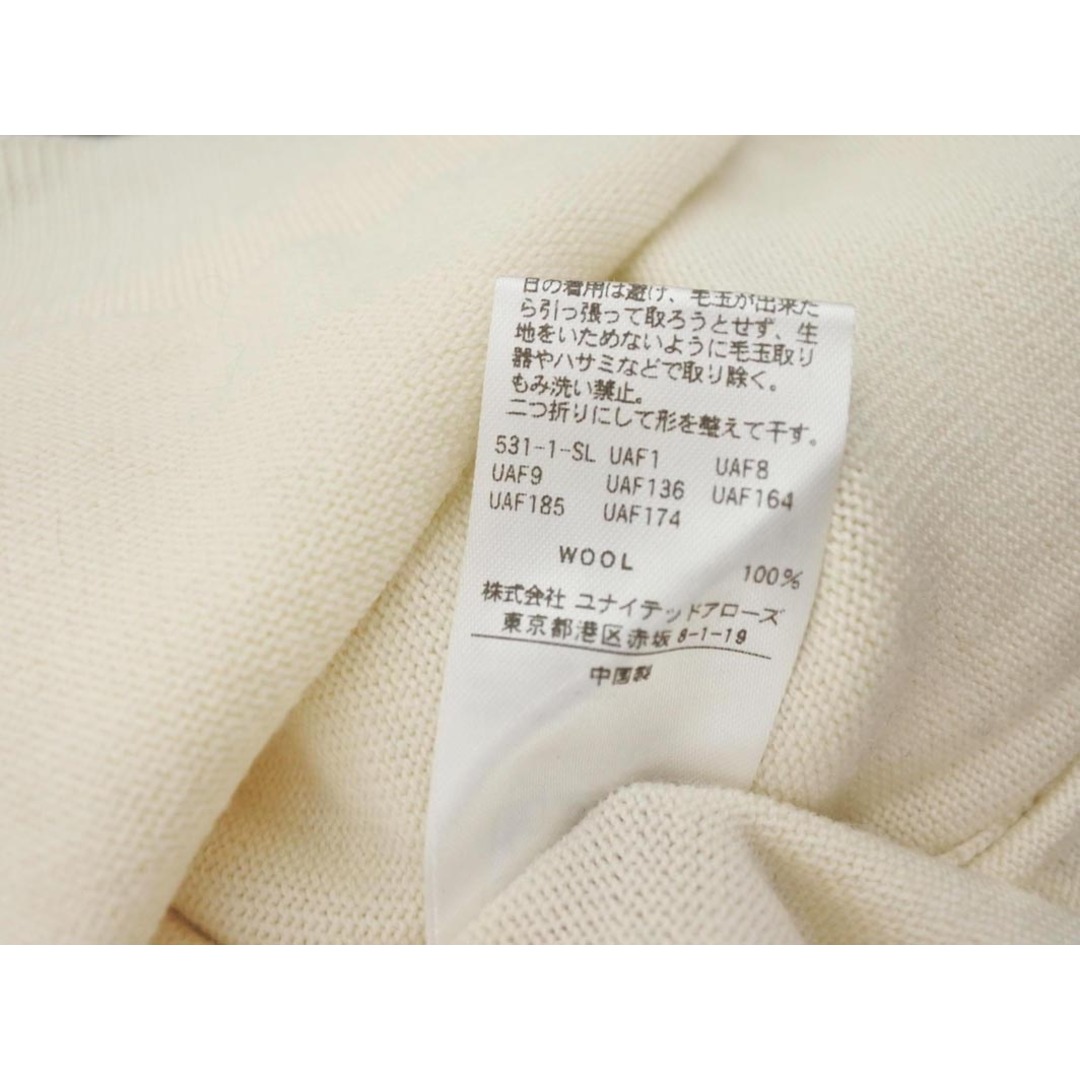 日の着用は避け、毛玉が出来た
ら引っ張って取ろうとせず、生
地をいためないように毛玉取り
器やハサミなどで取り除く。
もみ洗い禁止。
二つ折りにして形を整えて干す。
531-1-SL UAF1 UAF8
UAF9 UAF136 UAF164
UAF185 UAF174
WOOL 100%
株式会社 ユナイテッドアローズ
東京都港区赤坂8-1-19
中国製